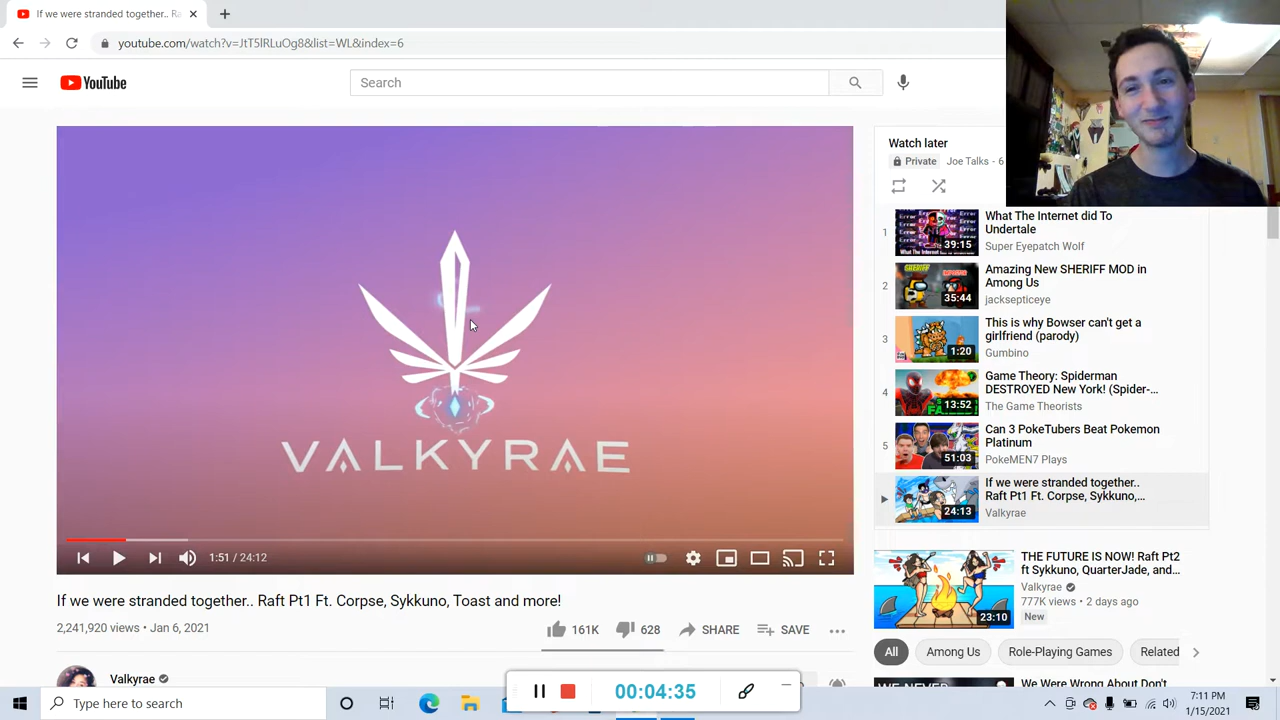 If we were stranded together.. Ra
youtube.com/watch?v=JtT5lRLuOg8&list=WL&index=6
YouTube
Search
VALKYRAE
1:51 / 24:12
If we were stranded together.. Raft Pt1 Ft. Corpse, Sykkuno, Toast and more!
2,241,920 views • Jan 6, 2021
161K
628
SHARE
SAVE
Valkyrae
Watch later
Private
Joe Talks - 6
1
39:15
What The Internet did To
Undertale
Super Eyepatch Wolf
2
SHERIFF
35:44
Amazing New SHERIFF MOD in
Among Us
jacksepticeye
3
1:20
This is why Bowser can't get a
girlfriend (parody)
Gumbino
4
13:52
Game Theory: Spiderman
DESTROYED New York! (Spider-...
The Game Theorists
5
51:03
Can 3 PokeTubers Beat Pokemon
Platinum
PokeMEN7 Plays
24:13
If we were stranded together..
Raft Pt1 Ft. Corpse, Sykkuno,...
Valkyrae
23:10
THE FUTURE IS NOW! Raft Pt2
ft Sykkuno, QuarterJade, and...
Valkyrae
777K views • 2 days ago
New
All
Among Us
Role-Playing Games
Related
WE NEVER
We Were Wrong About Don't
00:04:35
Type here to search
7:11 PM
1/15/2021